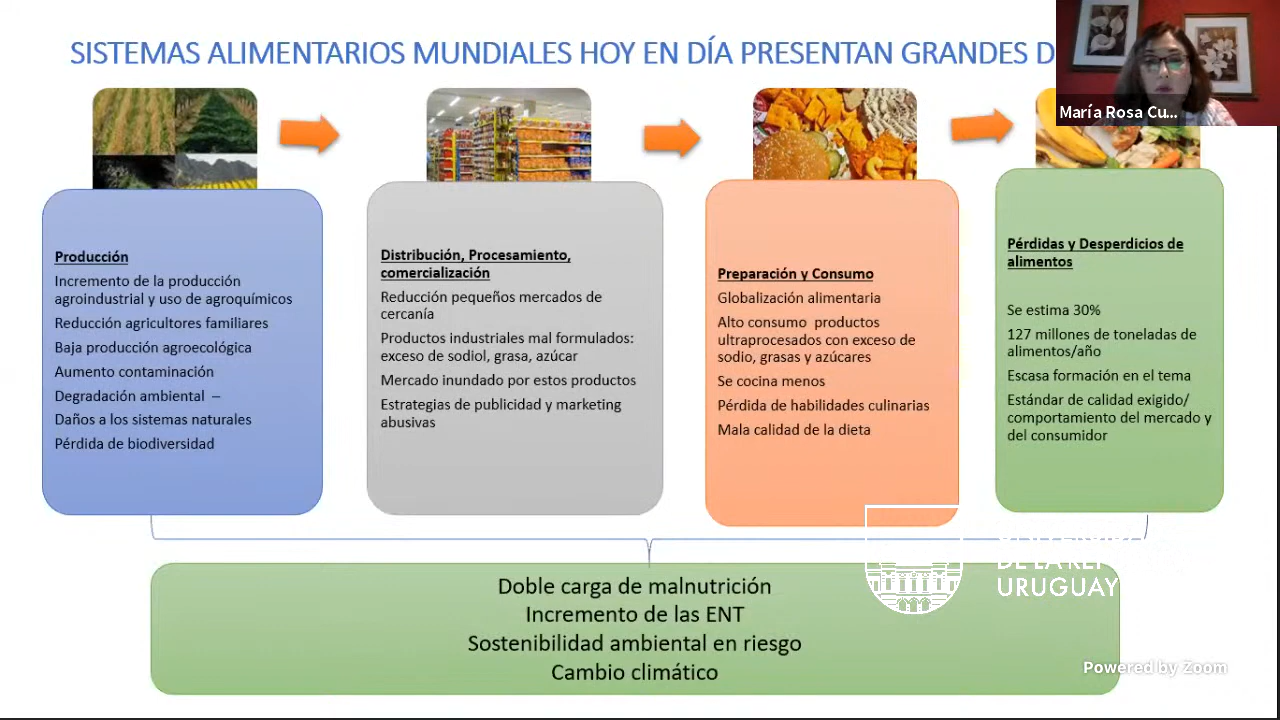 SISTEMAS ALIMENTARIOS MUNDIALES HOY EN DÍA PRESENTAN GRANDES
María Rosa Cu...
Producción
Incremento de la producción
agroindustrial y uso de agroquímicos
Reducción agricultores familiares
Baja producción agroecológica
Aumento contaminación
Degradación ambiental –
Daños a los sistemas naturales
Pérdida de biodiversidad
Distribución, Procesamiento,
comercialización
Reducción pequeños mercados de
cercanía
Productos industriales mal formulados:
exceso de sodiol, grasa, azúcar
Mercado inundado por estos productos
Estrategias de publicidad y marketing
abusivas
Preparación y Consumo
Globalización alimentaria
Alto consumo productos
ultraprocesados con exceso de
sodio, grasas y azúcares
Se cocina menos
Pérdida de habilidades culinarias
Mala calidad de la dieta
Pérdidas y Desperdicios de
alimentos
Se estima 30%
127 millones de toneladas de
alimentos/año
Escasa formación en el tema
Estándar de calidad exigido/
comportamiento del mercado y
del consumidor
DE LA
URUGUAY
Doble carga de malnutrición
Incremento de las ENT
Sostenibilidad ambiental en riesgo
Cambio climático
Powered by Zoom